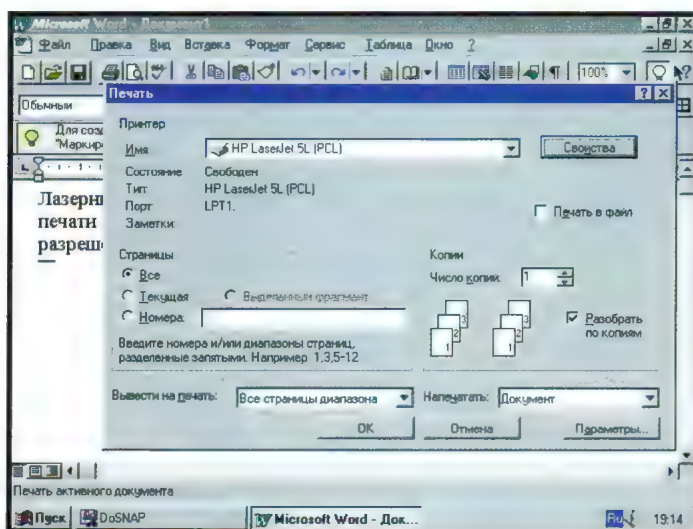 Microsoft Word - Документ1
Файл Правка Вид Вставка Формат Сервис Таблица Окно ?
100%
Обычный
Печать
Для созд
"Маркиро
Принтер
Имя HP LaserJet 5L (PCL) Свойства
Состояние Свободен
Тип HP LaserJet 5L (PCL)
Порт LPT1.
Заметки: Печать в файл
Лазерн
печати
разреш
Страницы Копии
Все Число копий: 1
Текущая Выделенный фрагмент
Номера Разобрать по копиям
Введите номера и/или диапазоны страниц,
разделенные запятыми. Например 1,3,5-12
Вывести на печать: Все страницы диапазона Напечатать: Документ
OK Отмена Параметры...
Печать активного документа
Пуск DoSNAP Microsoft Word - Док... Ru 19:14